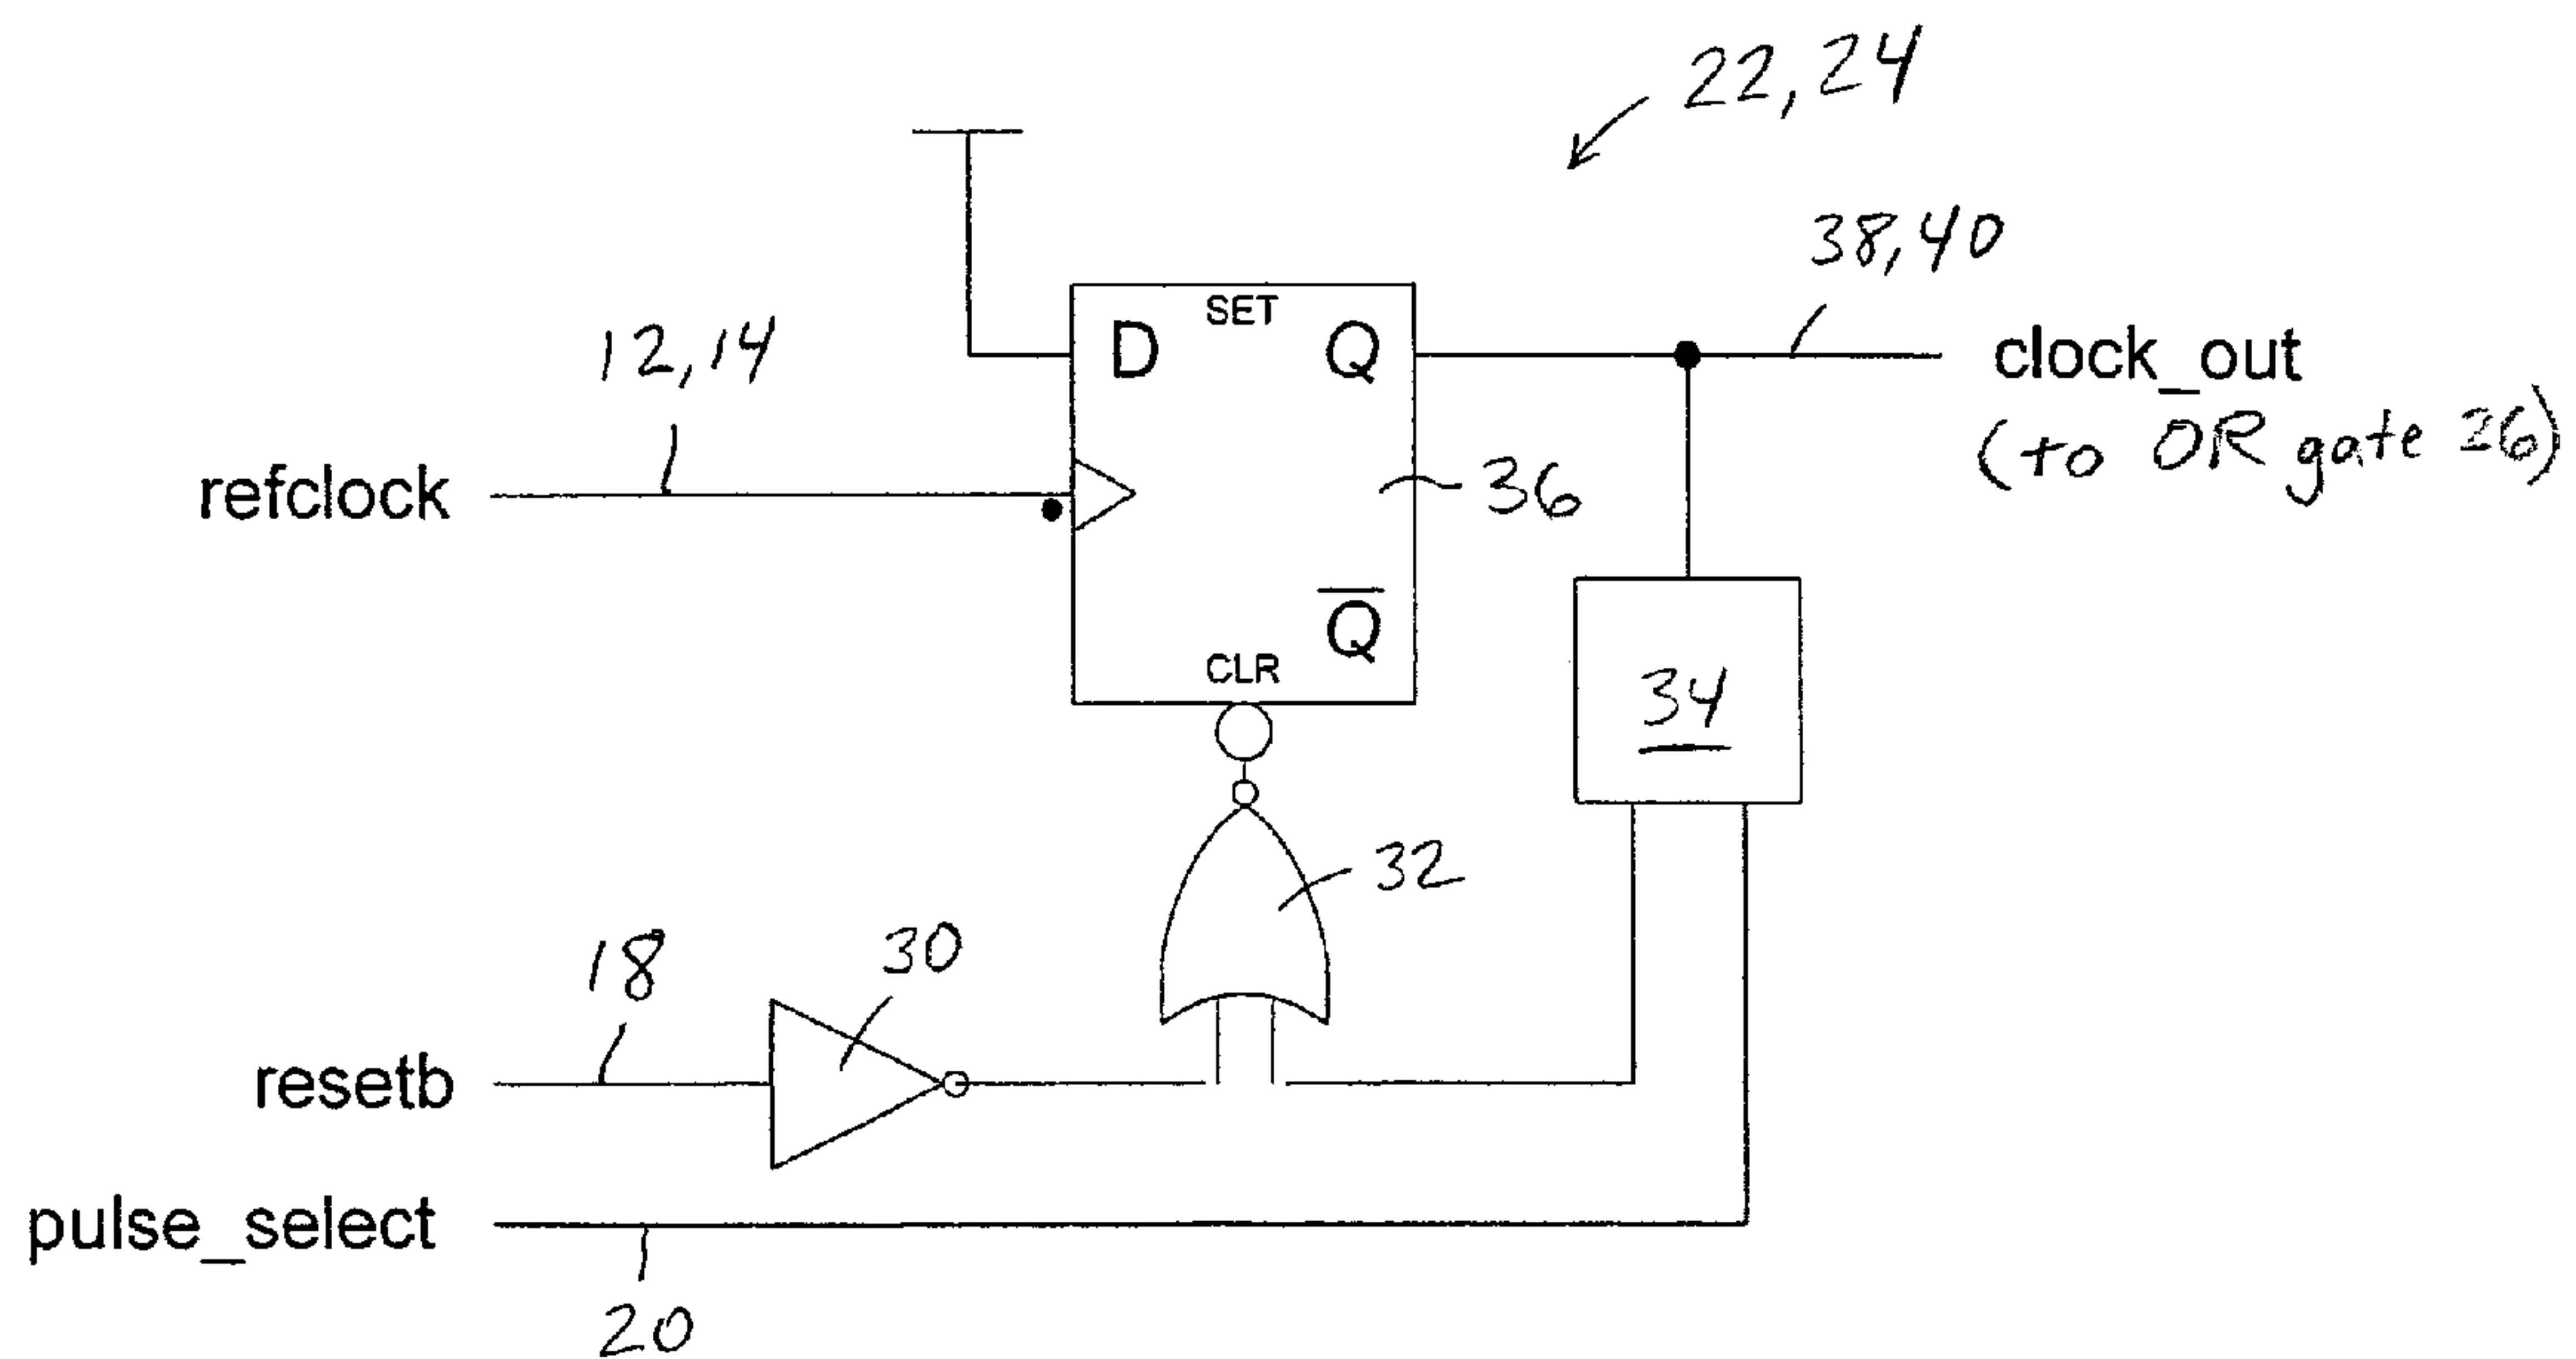 22,24
38,40
SET
D Q
clock_out
(to OR gate 26)
12,14
refclock
36
Q
CLR
34
32
18
30
resetb
pulse_select
20